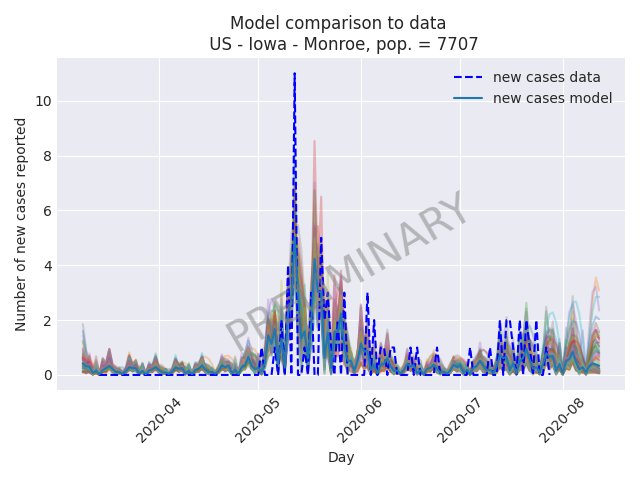 Model comparison to data
US - Iowa - Monroe, pop. = 7707
new cases data
new cases model
Number of new cases reported
10
8
6
4
2
0
PRELIMINARY
2020-04
2020-05
2020-06
2020-07
2020-08
Day